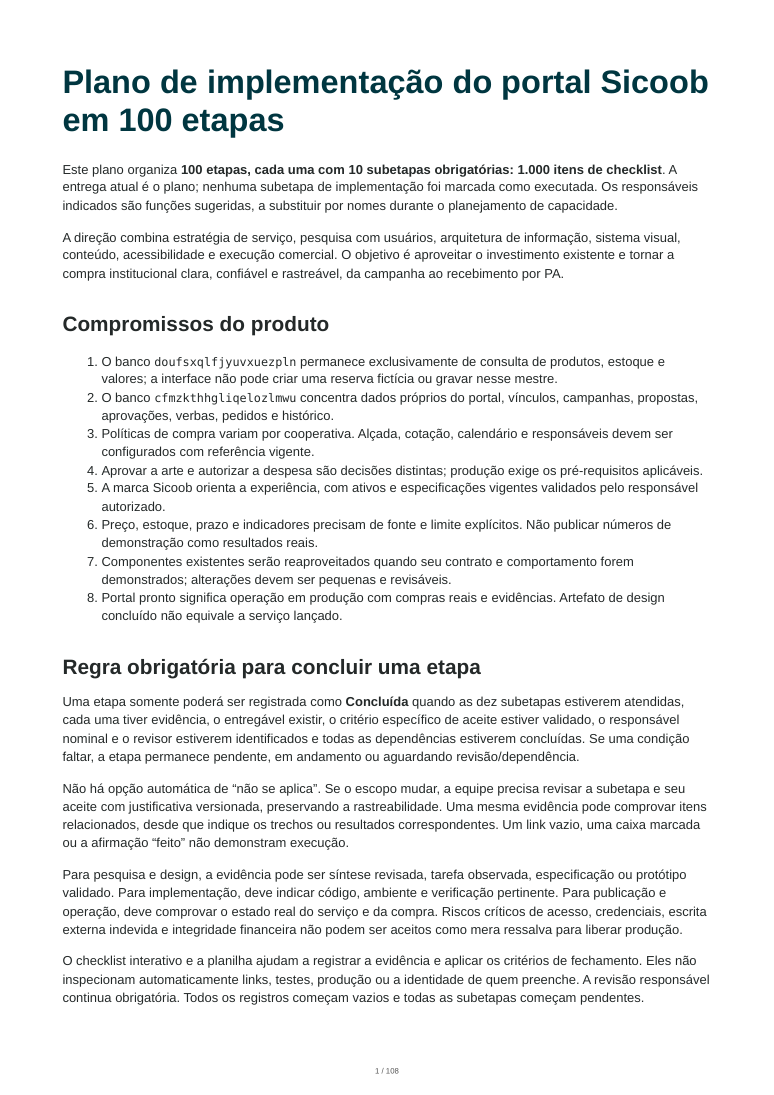 Plano de implementação do portal Sicoob
em 100 etapas
Este plano organiza 100 etapas, cada uma com 10 subetapas obrigatórias: 1.000 itens de checklist. A
entrega atual é o plano; nenhuma subetapa de implementação foi marcada como executada. Os responsáveis
indicados são funções sugeridas, a substituir por nomes durante o planejamento de capacidade.
A direção combina estratégia de serviço, pesquisa com usuários, arquitetura de informação, sistema visual,
conteúdo, acessibilidade e execução comercial. O objetivo é aproveitar o investimento existente e tornar a
compra institucional clara, confiável e rastreável, da campanha ao recebimento por PA.
Compromissos do produto
1. O banco doufsxqlfjyuvxuezpln permanece exclusivamente de consulta de produtos, estoque e
valores; a interface não pode criar uma reserva fictícia ou gravar nesse mestre.
2. O banco cfmzkthhgliqelozlmwu concentra dados próprios do portal, vínculos, campanhas, propostas,
aprovações, verbas, pedidos e histórico.
3. Políticas de compra variam por cooperativa. Alçada, cotação, calendário e responsáveis devem ser
configurados com referência vigente.
4. Aprovar a arte e autorizar a despesa são decisões distintas; produção exige os pré-requisitos aplicáveis.
5. A marca Sicoob orienta a experiência, com ativos e especificações vigentes validados pelo responsável
autorizado.
6. Preço, estoque, prazo e indicadores precisam de fonte e limite explícitos. Não publicar números de
demonstração como resultados reais.
7. Componentes existentes serão reaproveitados quando seu contrato e comportamento forem
demonstrados; alterações devem ser pequenas e revisáveis.
8. Portal pronto significa operação em produção com compras reais e evidências. Artefato de design
concluído não equivale a serviço lançado.
Regra obrigatória para concluir uma etapa
Uma etapa somente poderá ser registrada como Concluída quando as dez subetapas estiverem atendidas,
cada uma tiver evidência, o entregável existir, o critério específico de aceite estiver validado, o responsável
nominal e o revisor estiverem identificados e todas as dependências estiverem concluídas. Se uma condição
faltar, a etapa permanece pendente, em andamento ou aguardando revisão/dependência.
Não há opção automática de “não se aplica”. Se o escopo mudar, a equipe precisa revisar a subetapa e seu
aceite com justificativa versionada, preservando a rastreabilidade. Uma mesma evidência pode comprovar itens
relacionados, desde que indique os trechos ou resultados correspondentes. Um link vazio, uma caixa marcada
ou a afirmação “feito” não demonstram execução.
Para pesquisa e design, a evidência pode ser síntese revisada, tarefa observada, especificação ou protótipo
validado. Para implementação, deve indicar código, ambiente e verificação pertinente. Para publicação e
operação, deve comprovar o estado real do serviço e da compra. Riscos críticos de acesso, credenciais, escrita
externa indevida e integridade financeira não podem ser aceitos como mera ressalva para liberar produção.
O checklist interativo e a planilha ajudam a registrar a evidência e aplicar os critérios de fechamento. Eles não
inspecionam automaticamente links, testes, produção ou a identidade de quem preenche. A revisão responsável
continua obrigatória. Todos os registros começam vazios e todas as subetapas começam pendentes.
1 / 108